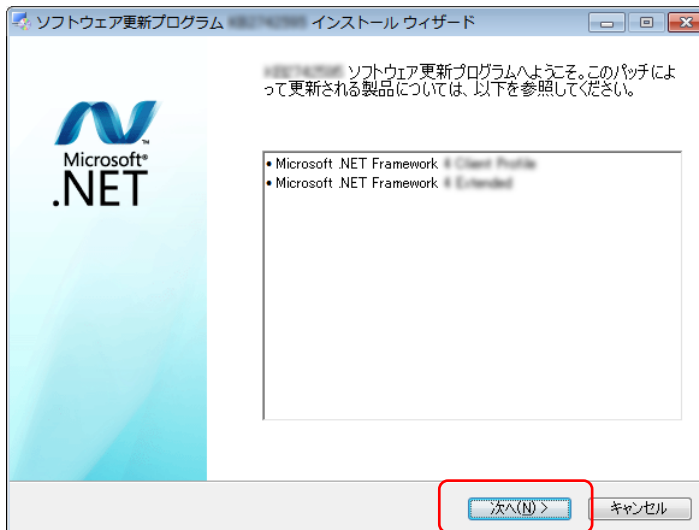 ソフトウェア更新プログラム インストール ウィザード
ソフトウェア更新プログラムへようこそ。このパッチによ
って更新される製品については、以下を参照してください。
Microsoft®
.NET™
• Microsoft .NET Framework
• Microsoft .NET Framework
次へ(N) >
キャンセル